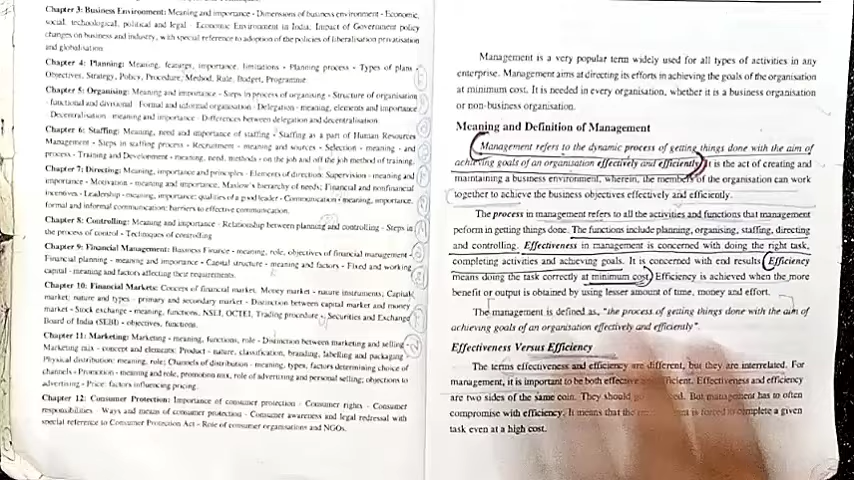 Chapter 3: Business Environment: Meaning and importance - Dimensions of business environment - Economic,
social, technological, political and legal - Economic Environment in India, Impact of Government policy
changes on business and industry, with special reference to adoption of the policies of liberalisation privatisation
and globalisation.
Chapter 4: Planning: Meaning, features, importance, limitations - Planning process - Types of plans -
Objectives, Strategy, Policy, Procedure, Method, Rule, Budget, Programme
Chapter 5: Organising: Meaning and importance - Steps in process of organising - Structure of organisation
- functional and divisional Formal and informal organisation - Delegation - meaning, elements and importance
- Decentralisation - meaning and importance - Differences between delegation and decentralisation.
Chapter 6: Staffing: Meaning, need and importance of staffing - Staffing as a part of Human Resources
Management - Steps in staffing process - Recruitment - meaning and sources - Selection - meaning - and
process - Training and Development - meaning, need, methods - on the job and off the job method of training.
Chapter 7: Directing: Meaning, importance and principles - Elements of direction: Supervision - meaning and
importance - Motivation - meaning and importance, Maslow's hierarchy of needs; Financial and nonfinancial
incentives - Leadership - meaning, importance; qualities of a good leader - Communication - meaning, importance,
formal and informal communication; barriers to effective communication.
Chapter 8: Controlling: Meaning and importance - Relationship between planning and controlling - Steps in
the process of control - Techniques of controlling
Chapter 9: Financial Management: Business Finance - meaning, role, objectives of financial management -
Financial planning - meaning and importance - Capital structure - meaning and factors - Fixed and working
capital - meaning and factors affecting their requirements.
Chapter 10: Financial Markets: Concept of financial market. Money market - nature instruments; Capital
market: nature and types - primary and secondary market - Distinction between capital market and money
market - Stock exchange - meaning, functions, NSEI, OCTEI, Trading procedure - Securities and Exchange
Board of India (SEBI) - objectives, functions.
Chapter 11: Marketing: Marketing - meaning, functions, role - Distinction between marketing and selling -
Marketing mix - concept and elements: Product - nature, classification, branding, labelling and packaging
Physical distribution: meaning, role; Channels of distribution - meaning, types, factors determining choice of
channels - Promotion - meaning and role, promotion mix, role of advertising and personal selling; objections to
advertising - Price: factors influencing pricing.
Chapter 12: Consumer Protection: Importance of consumer protection - Consumer rights - Consumer
responsibilities - Ways and means of consumer protection - Consumer awareness and legal redressal with
special reference to Consumer Protection Act - Role of consumer organisations and NGOs.
Management is a very popular term widely used for all types of activities in any
enterprise. Management aims at directing its efforts in achieving the goals of the organisation
at minimum cost. It is needed in every organisation, whether it is a business organisation
or non-business organisation.
Meaning and Definition of Management
Management refers to the dynamic process of getting things done with the aim of
achieving goals of an organisation effectively and efficiently. It is the act of creating and
maintaining a business environment, wherein, the members of the organisation can work
together to achieve the business objectives effectively and efficiently.
The process in management refers to all the activities and functions that management
peform in getting things done. The functions include planning, organising, staffing, directing
and controlling. Effectiveness in management is concerned with doing the right task,
completing activities and achieving goals. It is concerned with end results. Efficiency
means doing the task correctly at minimum cost. Efficiency is achieved when the more
benefit or output is obtained by using lesser amount of time, money and effort.
The management is defined as, "the process of getting things done with the aim of
achieving goals of an organisation effectively and efficiently".
Effectiveness Versus Efficiency
The terms effectiveness and efficiency are different, but they are interrelated. For
management, it is important to be both effective and efficient. Effectiveness and efficiency
are two sides of the same coin. They should But management has to often
compromise with efficiency. It means that the is forced to complete a given
task even at a high cost.